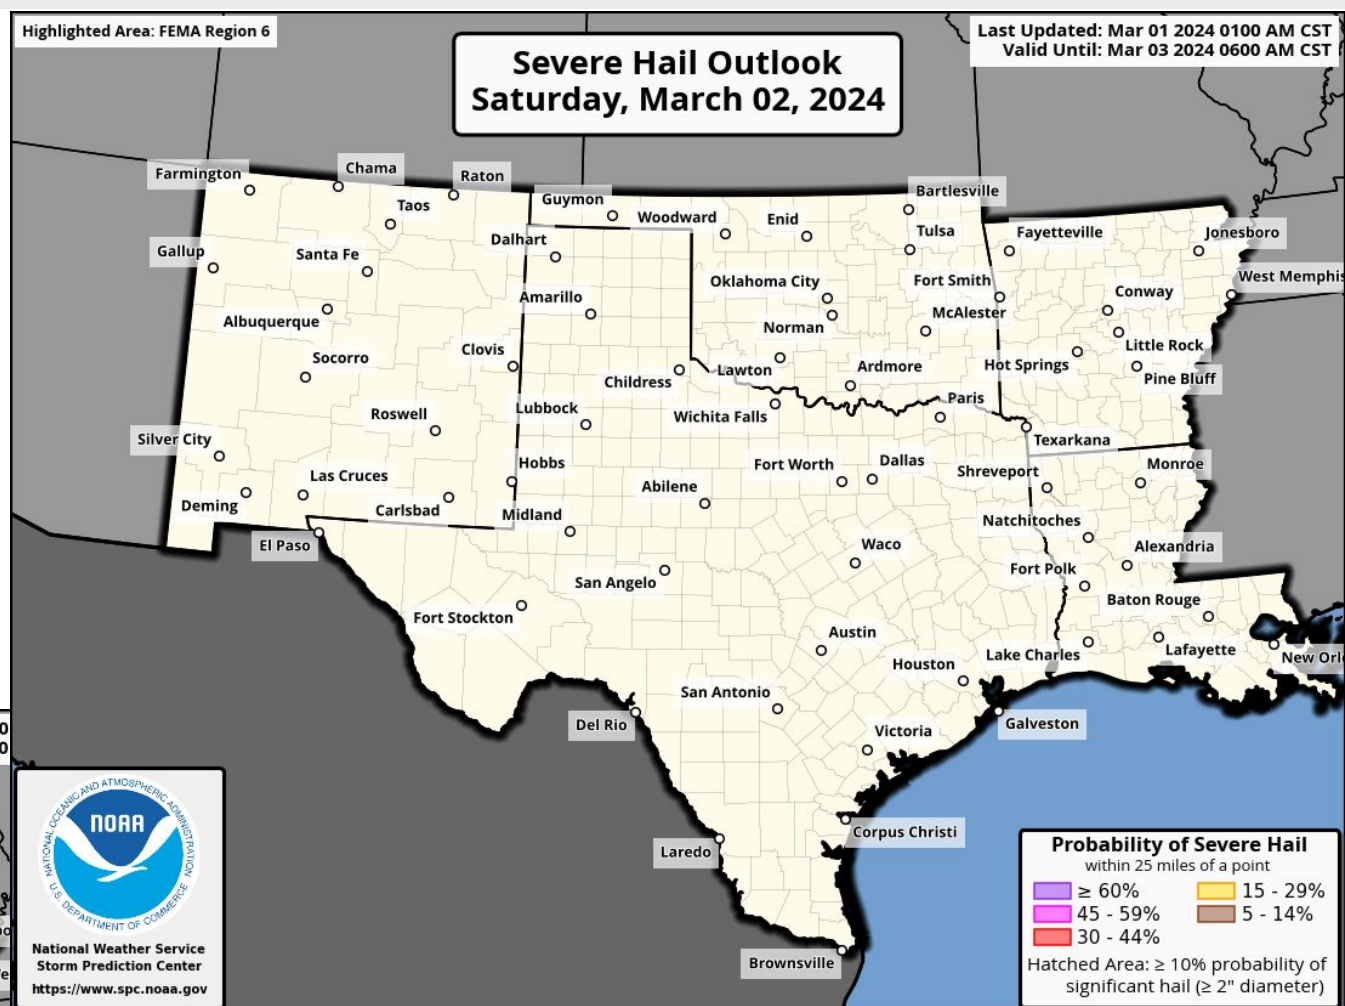 Highlighted Area: FEMA Region 6
Last Updated: Mar 01 2024 0100 AM CST
Valid Until: Mar 03 2024 0600 AM CST
Severe Hail Outlook
Saturday, March 02, 2024
Farmington
Chama
Raton
Guymon
Bartlesville
Taos
Woodward
Enid
Tulsa
Fayetteville
Jonesboro
Gallup
Santa Fe
Dalhart
Oklahoma City
Fort Smith
West Memphis
Amarillo
Conway
Albuquerque
Norman
McAlester
Socorro
Clovis
Little Rock
Childress
Lawton
Ardmore
Hot Springs
Pine Bluff
Roswell
Lubbock
Wichita Falls
Paris
Silver City
Texarkana
Las Cruces
Hobbs
Fort Worth
Dallas
Shreveport
Monroe
Abilene
Deming
Carlsbad
Midland
Natchitoches
El Paso
Waco
Alexandria
San Angelo
Fort Polk
Fort Stockton
Baton Rouge
Austin
Lake Charles
Lafayette
New Orl
Houston
San Antonio
Del Rio
Galveston
Victoria
Corpus Christi
Laredo
Brownsville
NATIONAL OCEANIC AND ATMOSPHERIC ADMINISTRATION
NOAA
U.S. DEPARTMENT OF COMMERCE
National Weather Service
Storm Prediction Center
https://www.spc.noaa.gov
Probability of Severe Hail
within 25 miles of a point
≥ 60%
15 - 29%
45 - 59%
5 - 14%
30 - 44%
Hatched Area: ≥ 10% probability of
significant hail (≥ 2" diameter)